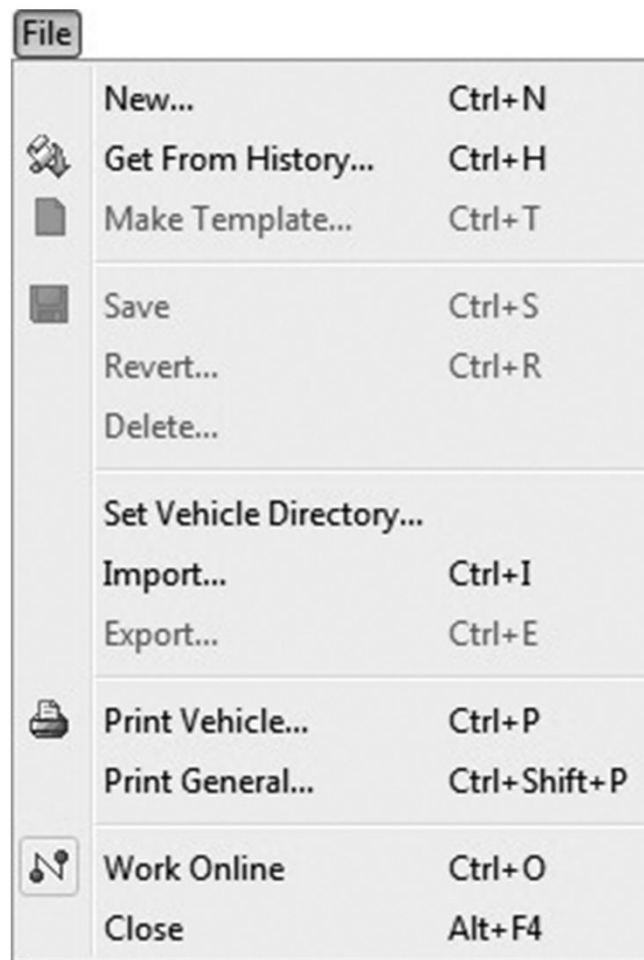 File
New... Ctrl+N
Get From History... Ctrl+H
Make Template... Ctrl+T
Save Ctrl+S
Revert... Ctrl+R
Delete...
Set Vehicle Directory...
Import... Ctrl+I
Export... Ctrl+E
Print Vehicle... Ctrl+P
Print General... Ctrl+Shift+P
Work Online Ctrl+O
Close Alt+F4